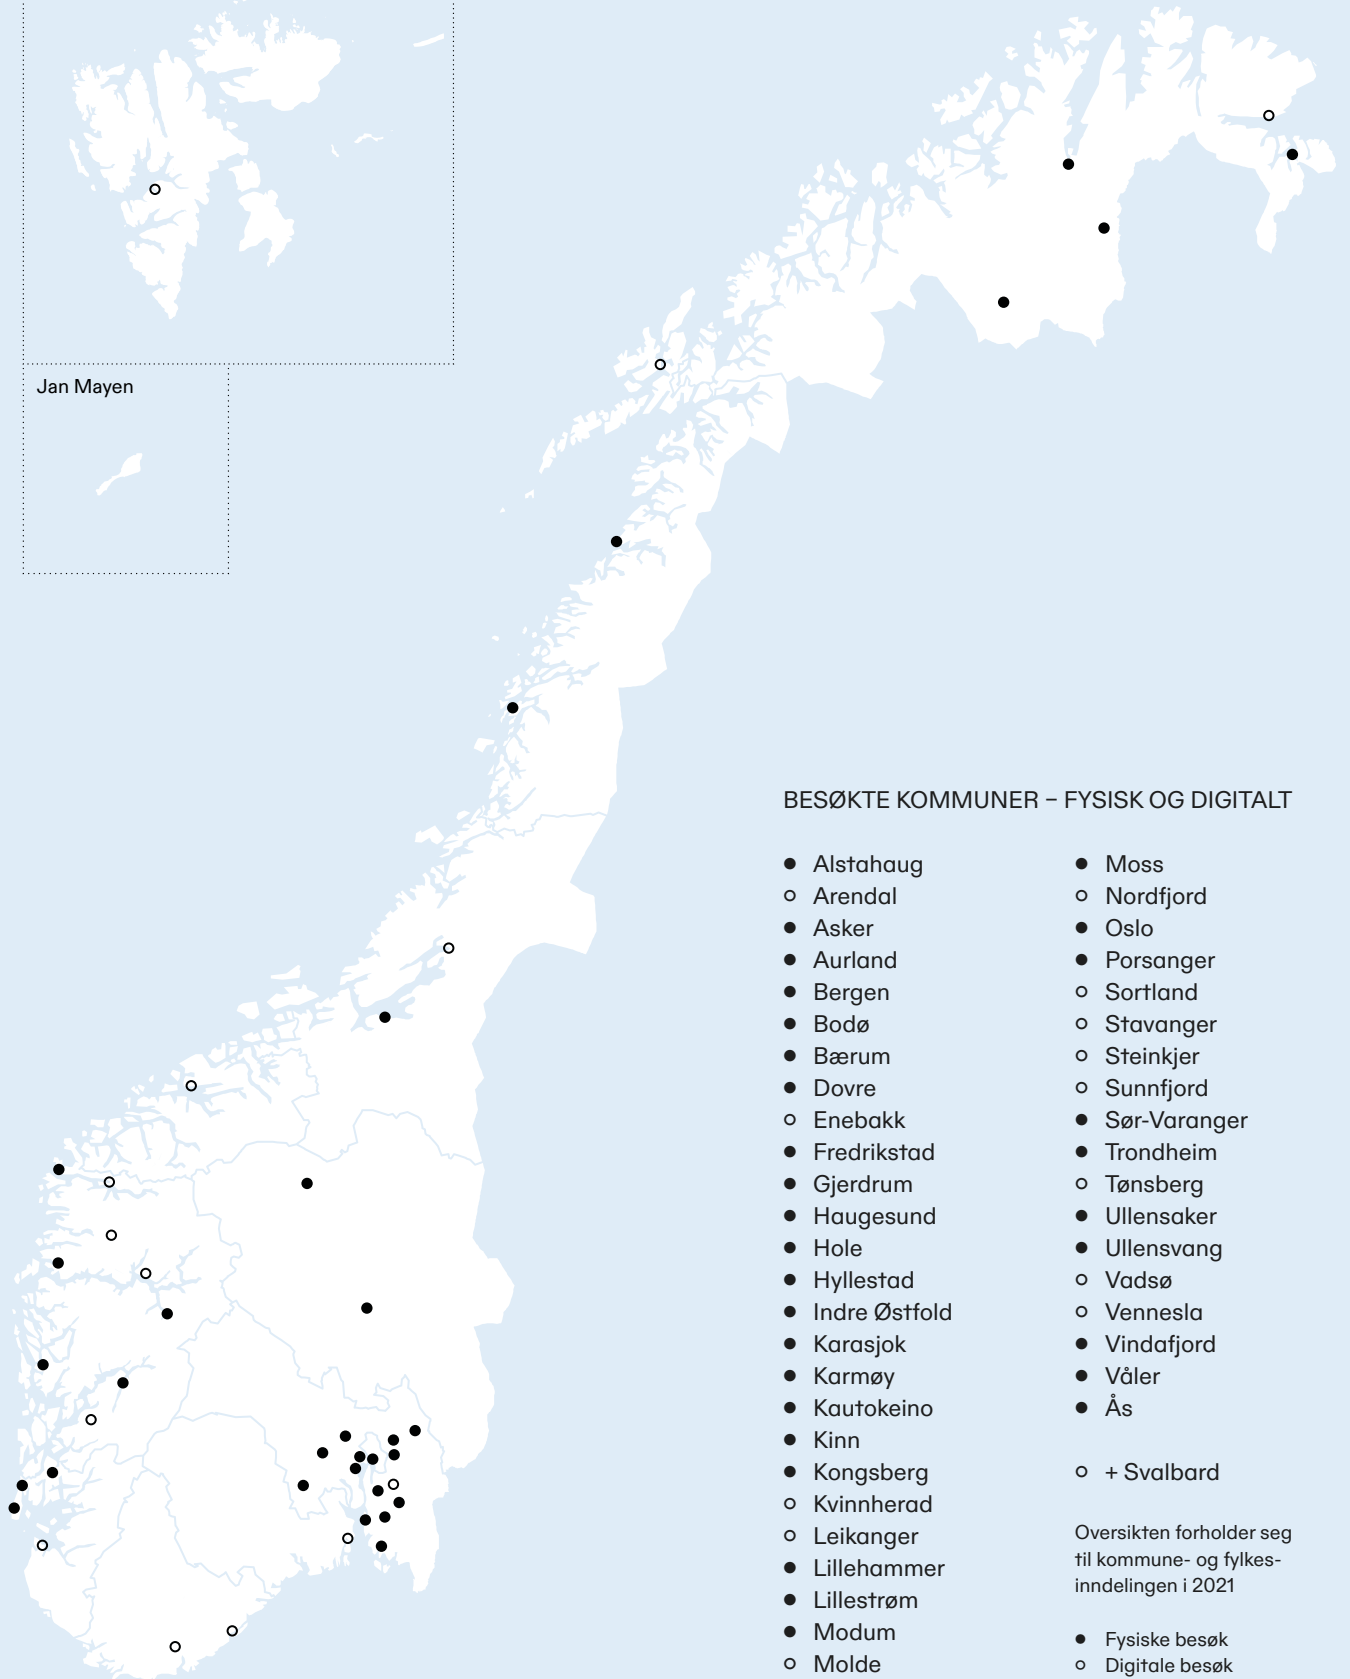 Jan Mayen
BESØKTE KOMMUNER – FYSISK OG DIGITALT
● Alstahaug
○ Arendal
● Asker
● Aurland
● Bergen
● Bodø
● Bærum
● Dovre
○ Enebakk
● Fredrikstad
● Gjerdrum
● Haugesund
● Hole
● Hyllestad
● Indre Østfold
● Karasjok
● Karmøy
● Kautokeino
● Kinn
● Kongsberg
○ Kvinnherad
○ Leikanger
● Lillehammer
● Lillestrøm
● Modum
○ Molde
● Moss
○ Nordfjord
● Oslo
● Porsanger
○ Sortland
○ Stavanger
○ Steinkjer
○ Sunnfjord
● Sør-Varanger
● Trondheim
○ Tønsberg
● Ullensaker
● Ullensvang
○ Vadsø
○ Vennesla
● Vindafjord
● Våler
● Ås
○ + Svalbard
Oversikten forholder seg
til kommune- og fylkes-
inndelingen i 2021
● Fysiske besøk
○ Digitale besøk